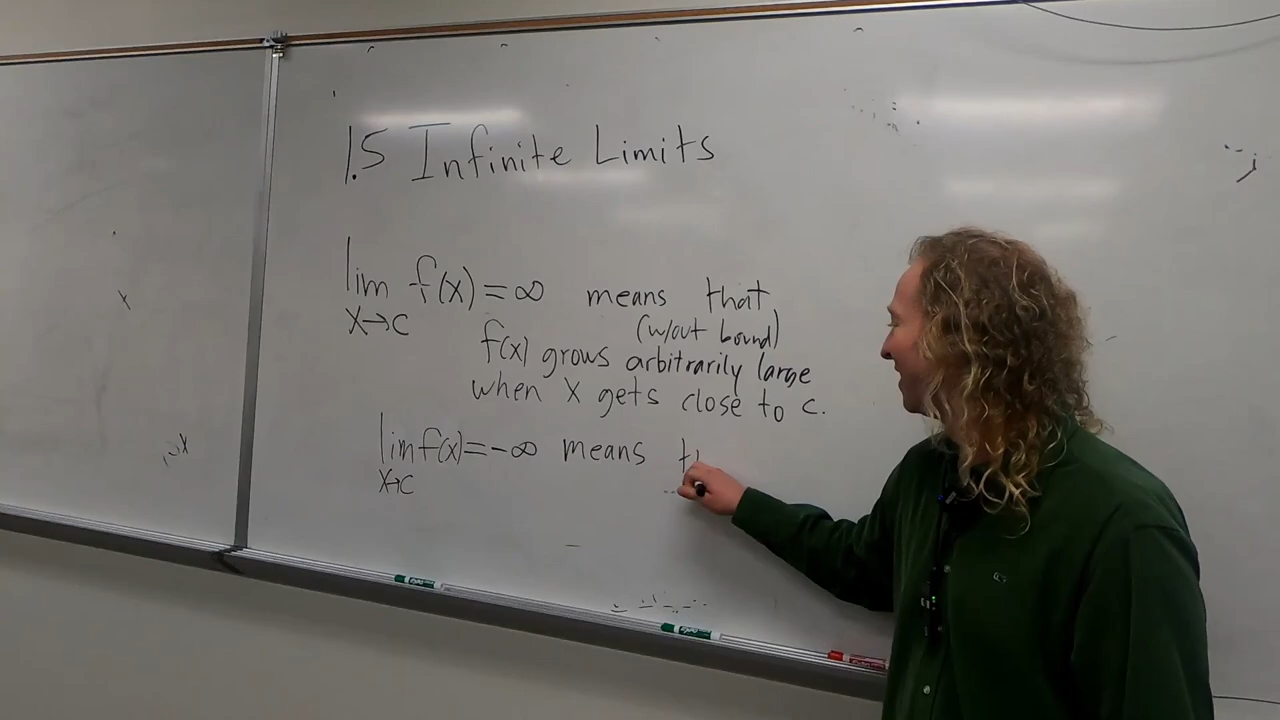 1.5 Infinite Limits
lim f(x) = ∞ means that
x→c
(w/out bound)
f(x) grows arbitrarily large
when x gets close to c.
lim f(x) = -∞ means
x→c
x
x